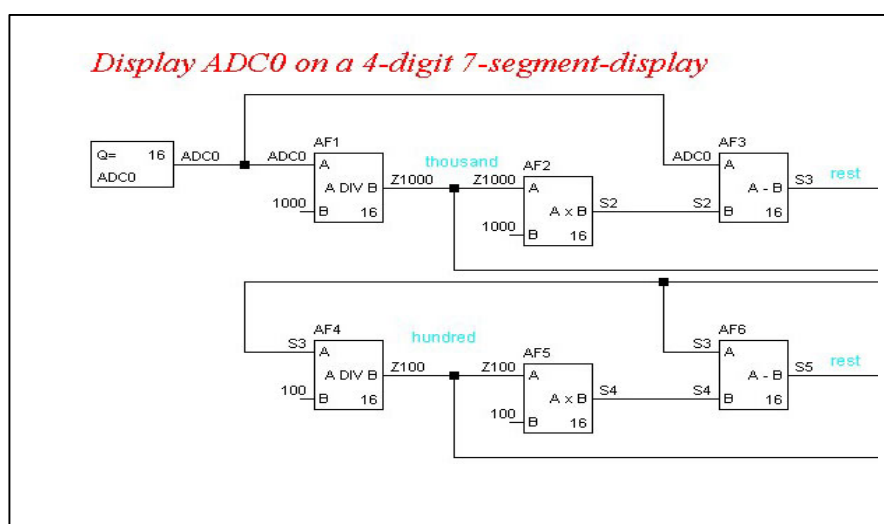 Display ADC0 on a 4-digit 7-segment-display
AF1
AF2
AF3
thousand
Q= 16
ADC0
ADC0
ADC0
A
A DIV B
1000
B
16
Z1000
Z1000
A
A x B
1000
B
16
S2
S2
ADC0
A
A - B
B
16
S3
rest
AF4
hundred
AF5
AF6
S3
A
A DIV B
100
B
16
Z100
Z100
A
A x B
100
B
16
S4
S4
S3
A
A - B
B
16
S5
rest